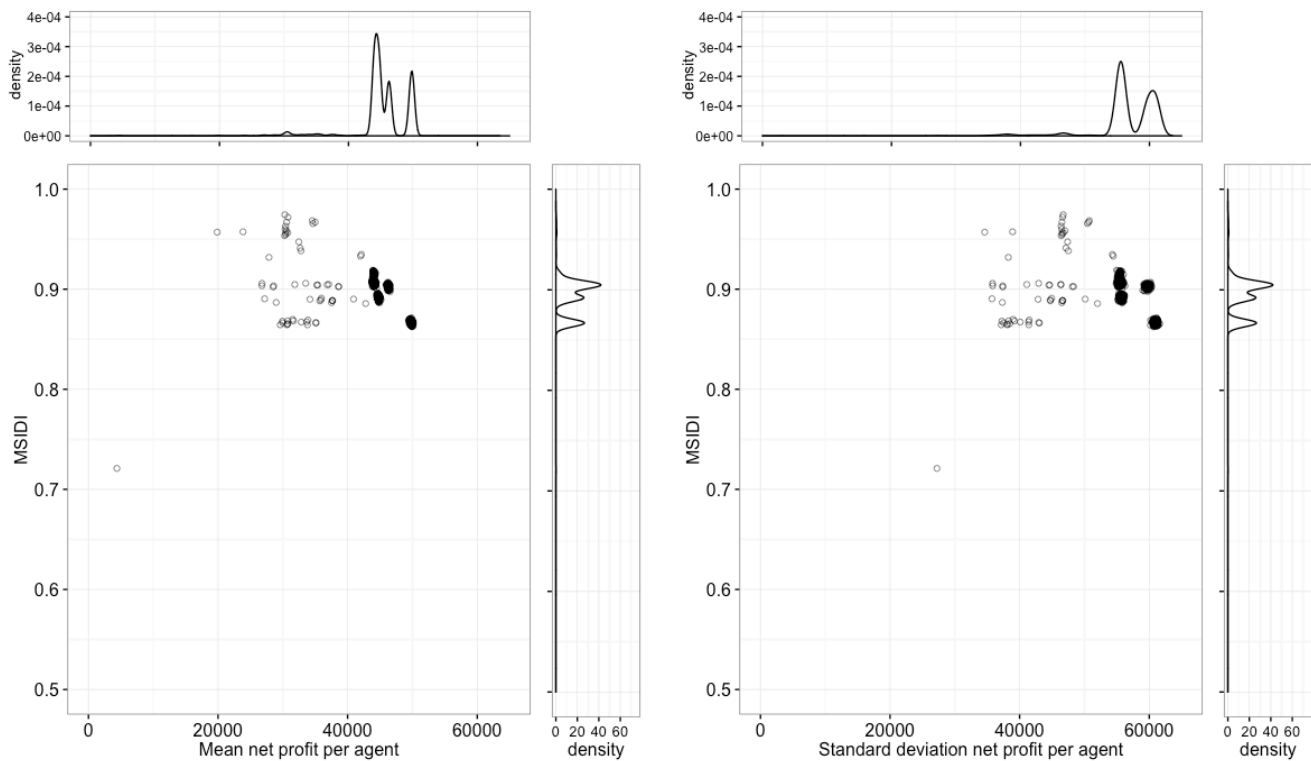 4e-04
3e-04
2e-04
1e-04
0e+00
density
4e-04
3e-04
2e-04
1e-04
0e+00
density
1.0
0.9
0.8
0.7
0.6
0.5
MSIDI
0 20000 40000 60000
Mean net profit per agent
0 20 40 60
density
1.0
0.9
0.8
0.7
0.6
0.5
MSIDI
0 20000 40000 60000
Standard deviation net profit per agent
0 20 40 60
density